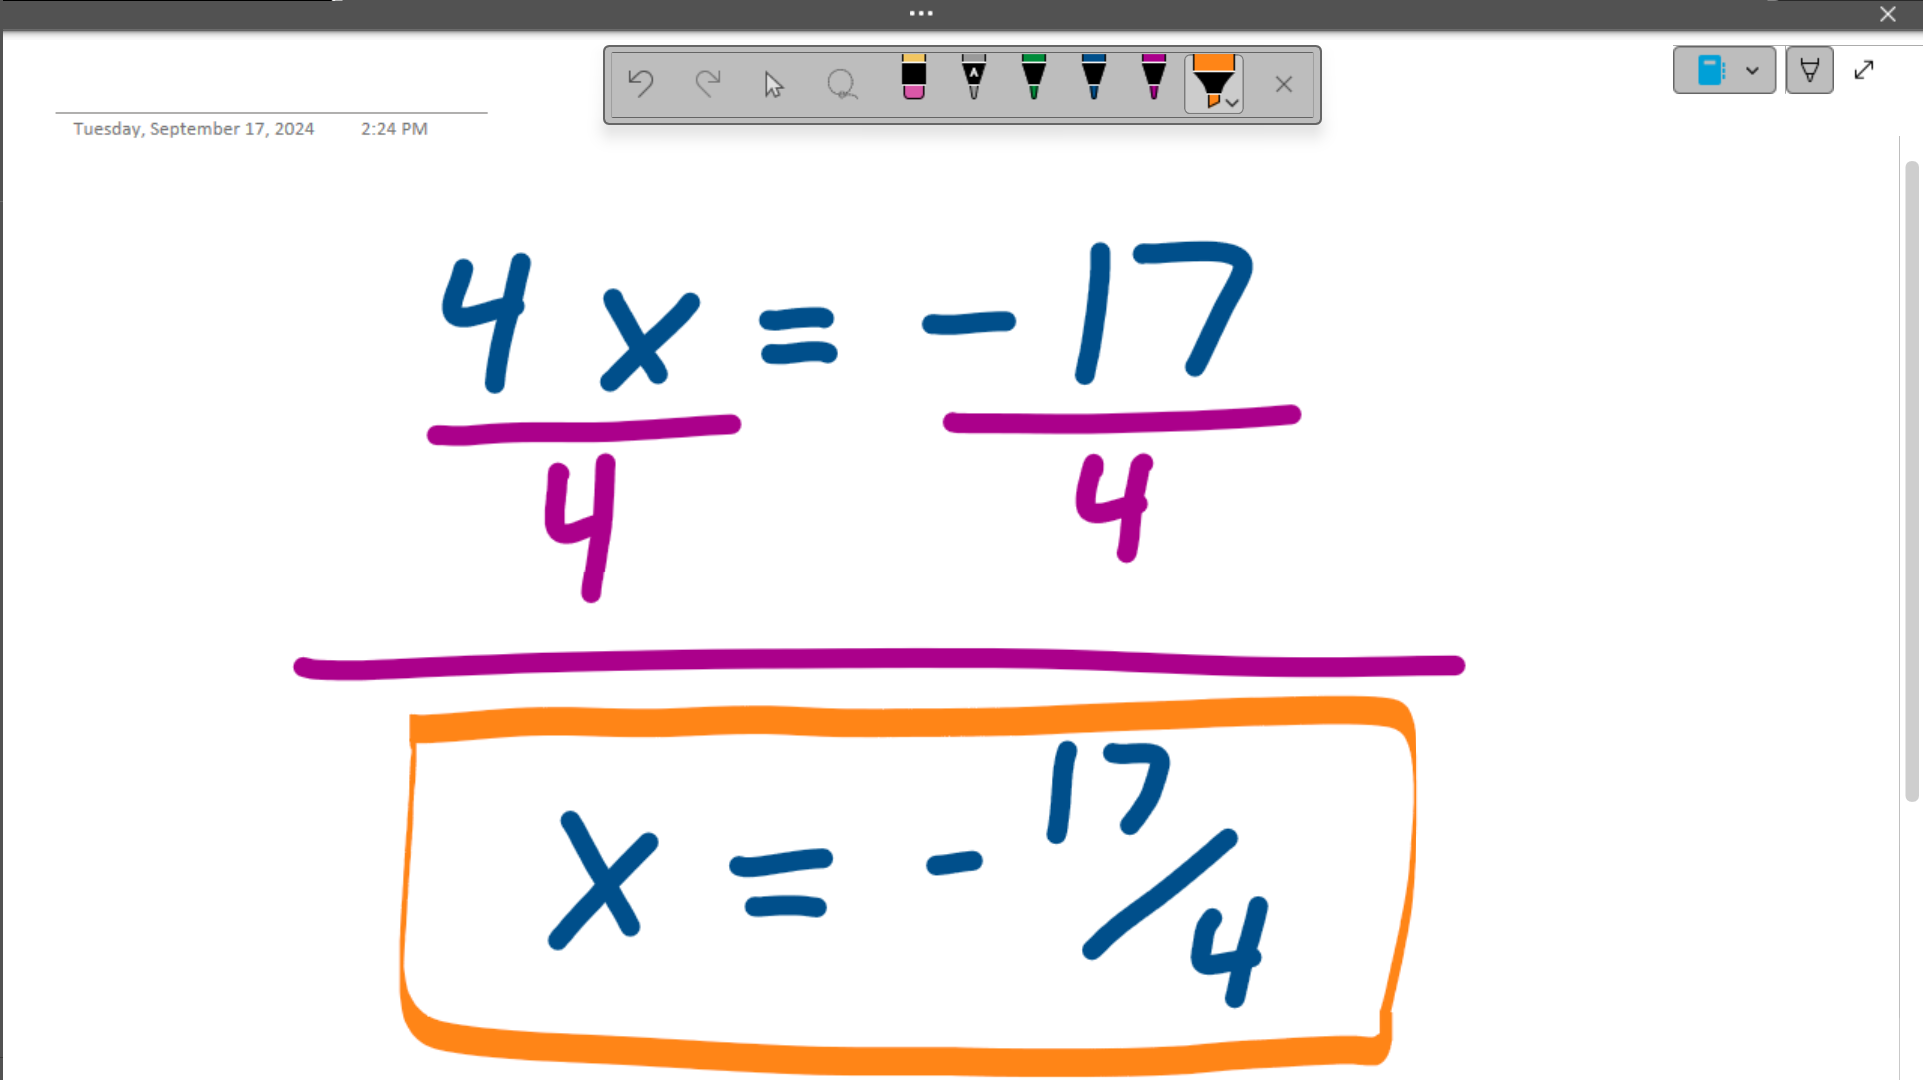 Tuesday, September 17, 2024 2:24 PM
4x = -17
4 4
x = -17/4